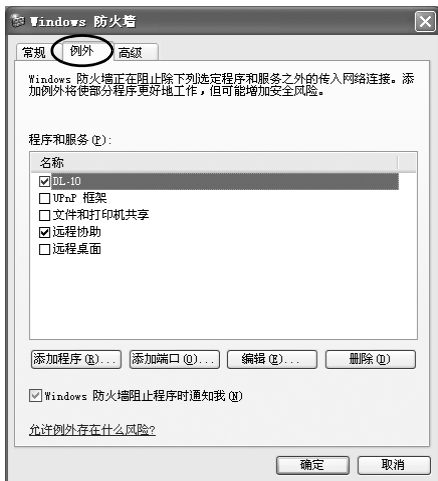 Windows 防火墙
常规 例外 高级
Windows 防火墙正在阻止除下列选定程序和服务之外的传入网络连接。添
加例外将使部分程序更好地工作,但可能增加安全风险。
程序和服务(P):
名称
DL-10
UPnP 框架
文件和打印机共享
远程协助
远程桌面
添加程序(R)... 添加端口(O)... 编辑(E)... 删除(D)
Windows 防火墙阻止程序时通知我(N)
允许例外存在什么风险?
确定 取消